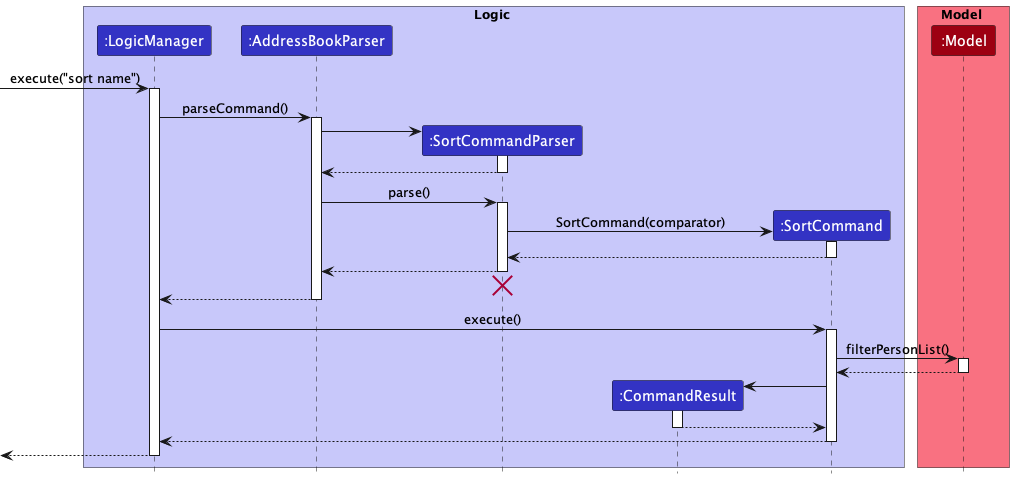 Logic
Model
:LogicManager
:AddressBookParser
:Model
execute("sort name")
parseCommand()
:SortCommandParser
parse()
SortCommand(comparator)
:SortCommand
execute()
filterPersonList()
:CommandResult